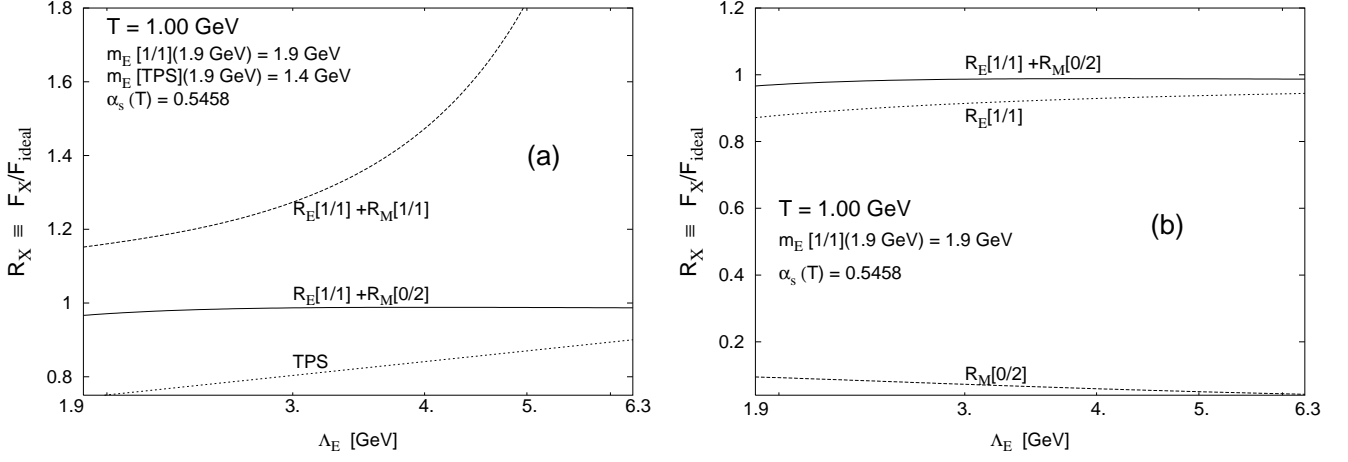 1.8
1.6
1.4
1.2
1
0.8
R_X ≡ F_X/F_ideal
T = 1.00 GeV
m_E [1/1](1.9 GeV) = 1.9 GeV
m_E [TPS](1.9 GeV) = 1.4 GeV
α_s (T) = 0.5458
(a)
R_E[1/1] +R_M[1/1]
R_E[1/1] +R_M[0/2]
TPS
1.9 3. 4. 5. 6.3
Λ_E [GeV]
1.2
1
0.8
0.6
0.4
0.2
R_X ≡ F_X/F_ideal
R_E[1/1] +R_M[0/2]
R_E[1/1]
T = 1.00 GeV
(b)
m_E [1/1](1.9 GeV) = 1.9 GeV
α_s (T) = 0.5458
R_M[0/2]
1.9 3. 4. 5. 6.3
Λ_E [GeV]